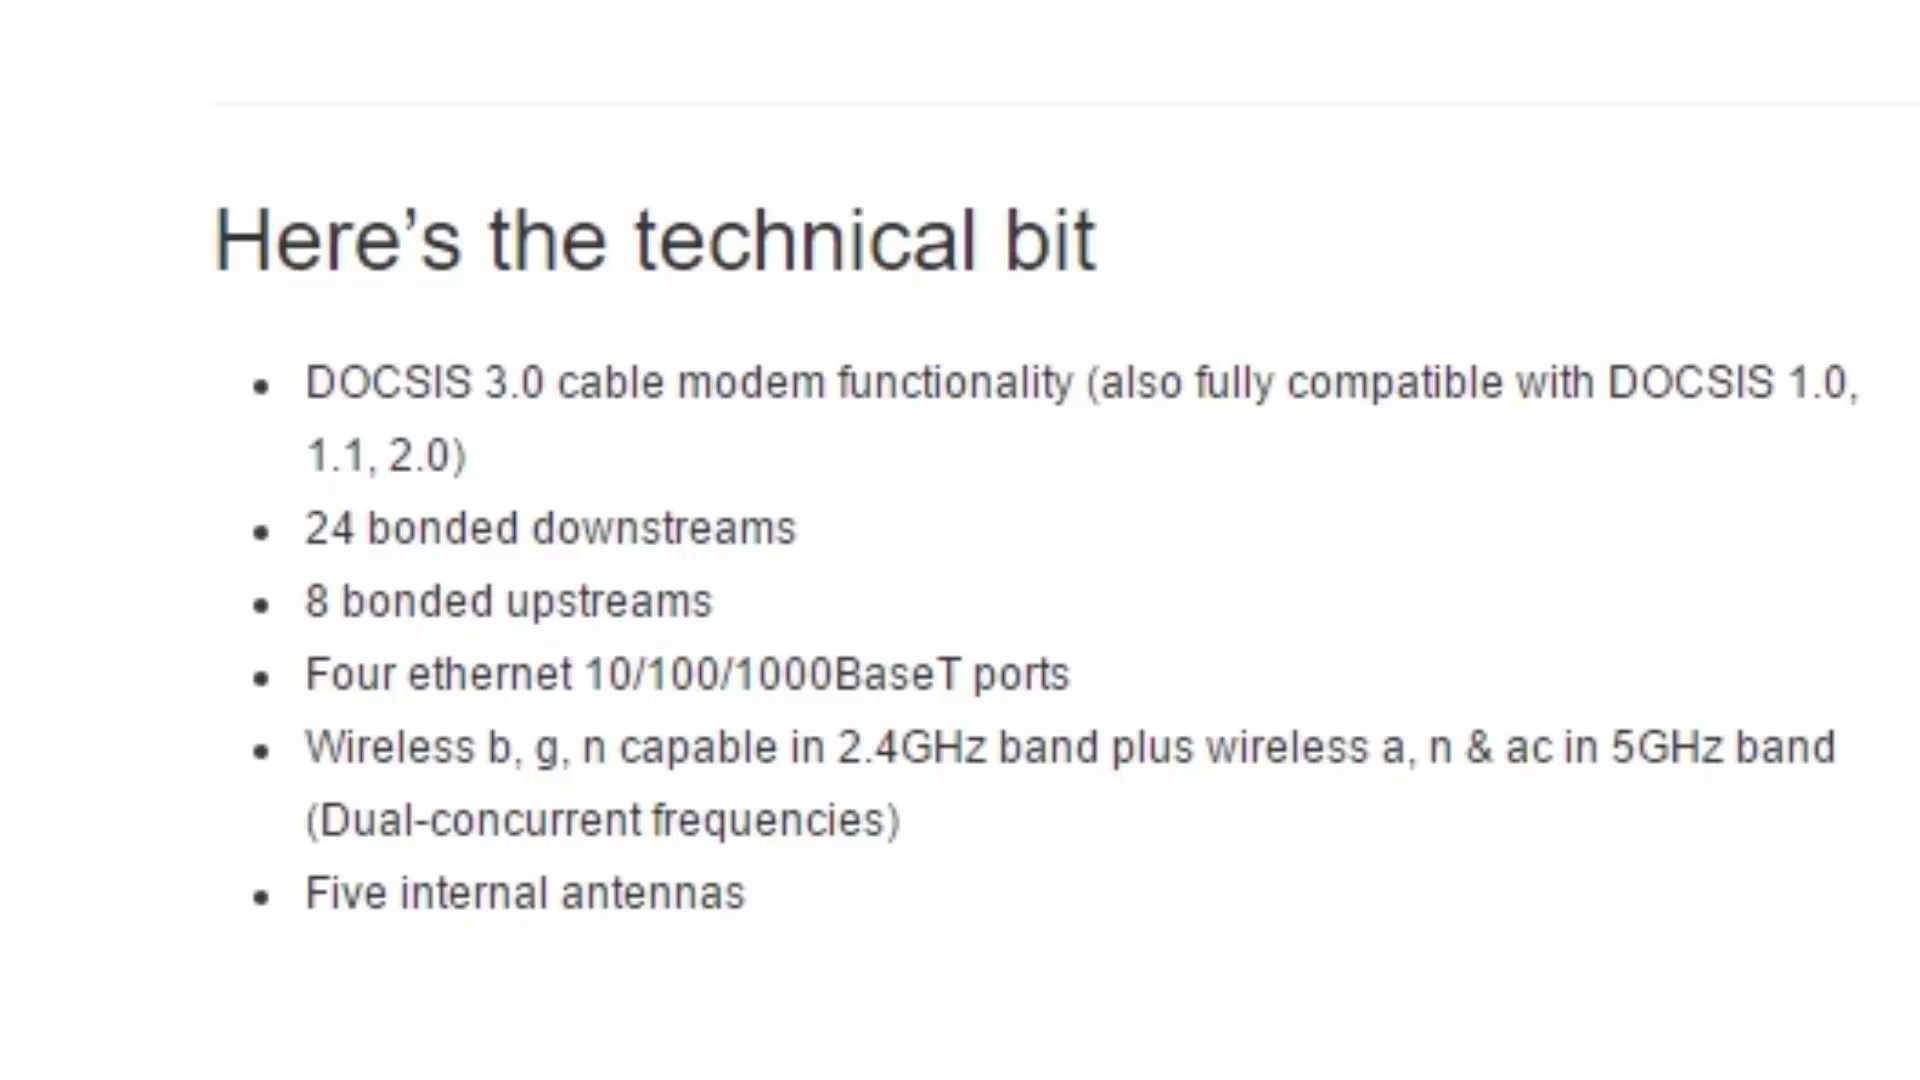 Here’s the technical bit
DOCSIS 3.0 cable modem functionality (also fully compatible with DOCSIS 1.0,
1.1, 2.0)
24 bonded downstreams
8 bonded upstreams
Four ethernet 10/100/1000BaseT ports
Wireless b, g, n capable in 2.4GHz band plus wireless a, n & ac in 5GHz band
(Dual-concurrent frequencies)
Five internal antennas